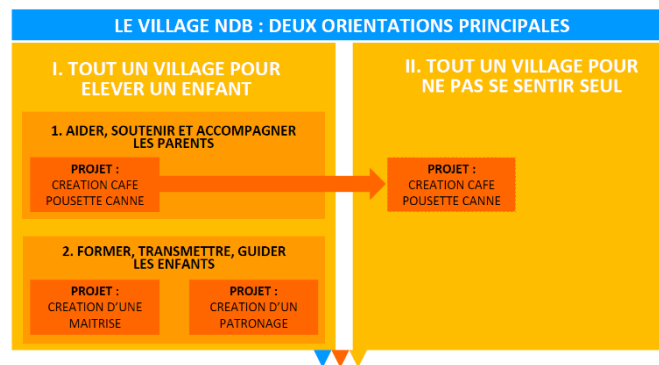 LE VILLAGE NDB : DEUX ORIENTATIONS PRINCIPALES
I. TOUT UN VILLAGE POUR
ELEVER UN ENFANT
1. AIDER, SOUTENIR ET ACCOMPAGNER
LES PARENTS
PROJET :
CREATION CAFE
POUSETTE CANNE
2. FORMER, TRANSMETTRE, GUIDER
LES ENFANTS
PROJET :
CREATION D’UNE
MAITRISE
PROJET :
CREATION D’UN
PATRONAGE
II. TOUT UN VILLAGE POUR
NE PAS SE SENTIR SEUL
PROJET :
CREATION CAFE
POUSETTE CANNE